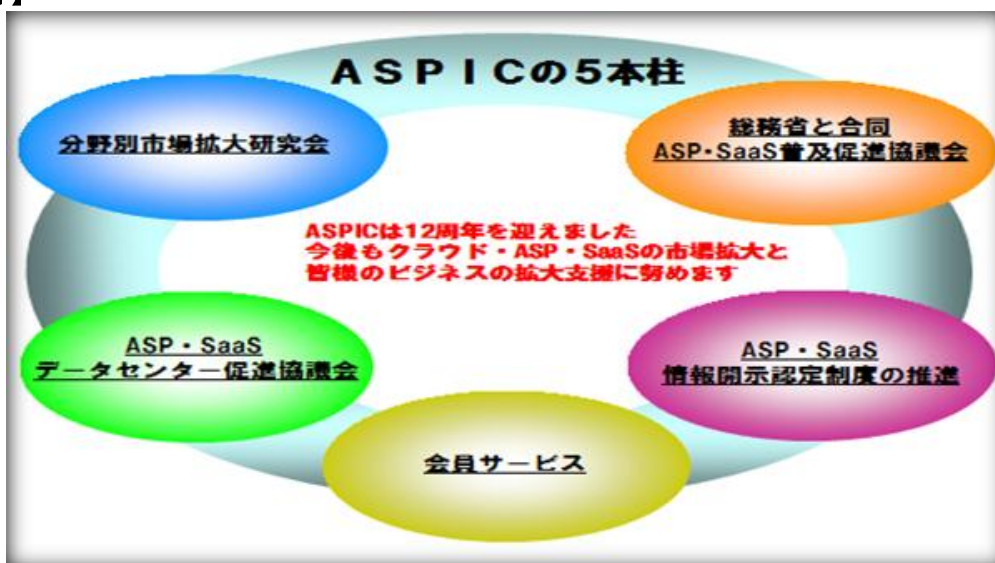 ASPICの5本柱
分野別市場拡大研究会
総務省と合同
ASP・SaaS普及促進協議会
ASPICは12周年を迎えました
今後もクラウド・ASP・SaaSの市場拡大と
皆様のビジネスの拡大支援に努めます
ASP・SaaS
データセンター促進協議会
ASP・SaaS
情報開示認定制度の推進
会員サービス